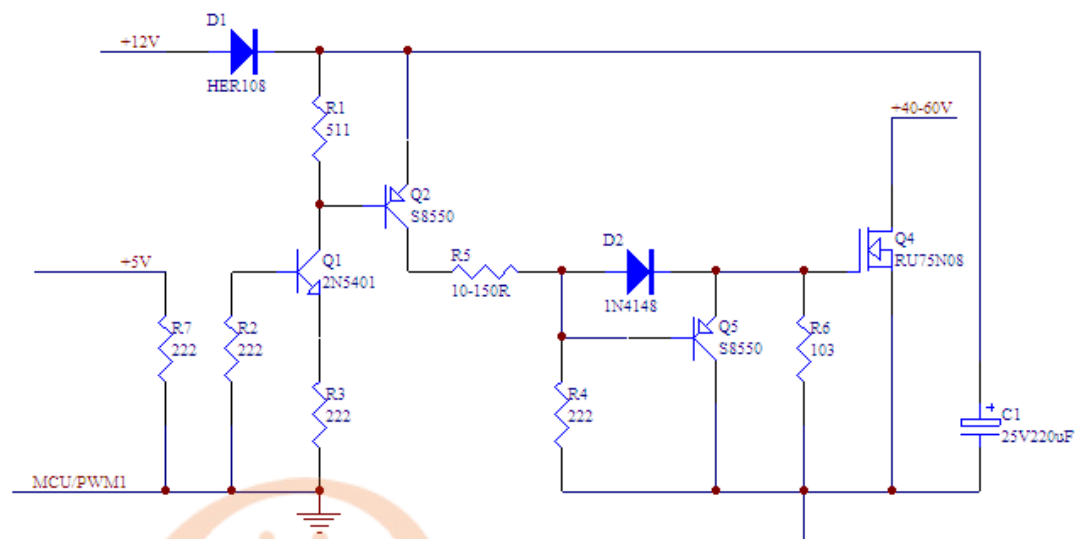 D1
+12V
HER108
R1
511
+40-60V
Q2
S8550
Q4
RU75N08
D2
1N4148
R5
10-150R
+5V
Q1
2N5401
Q5
S8550
R6
103
R7
222
R2
222
R3
222
R4
222
C1
25V220uF
+
MCU/PWM1